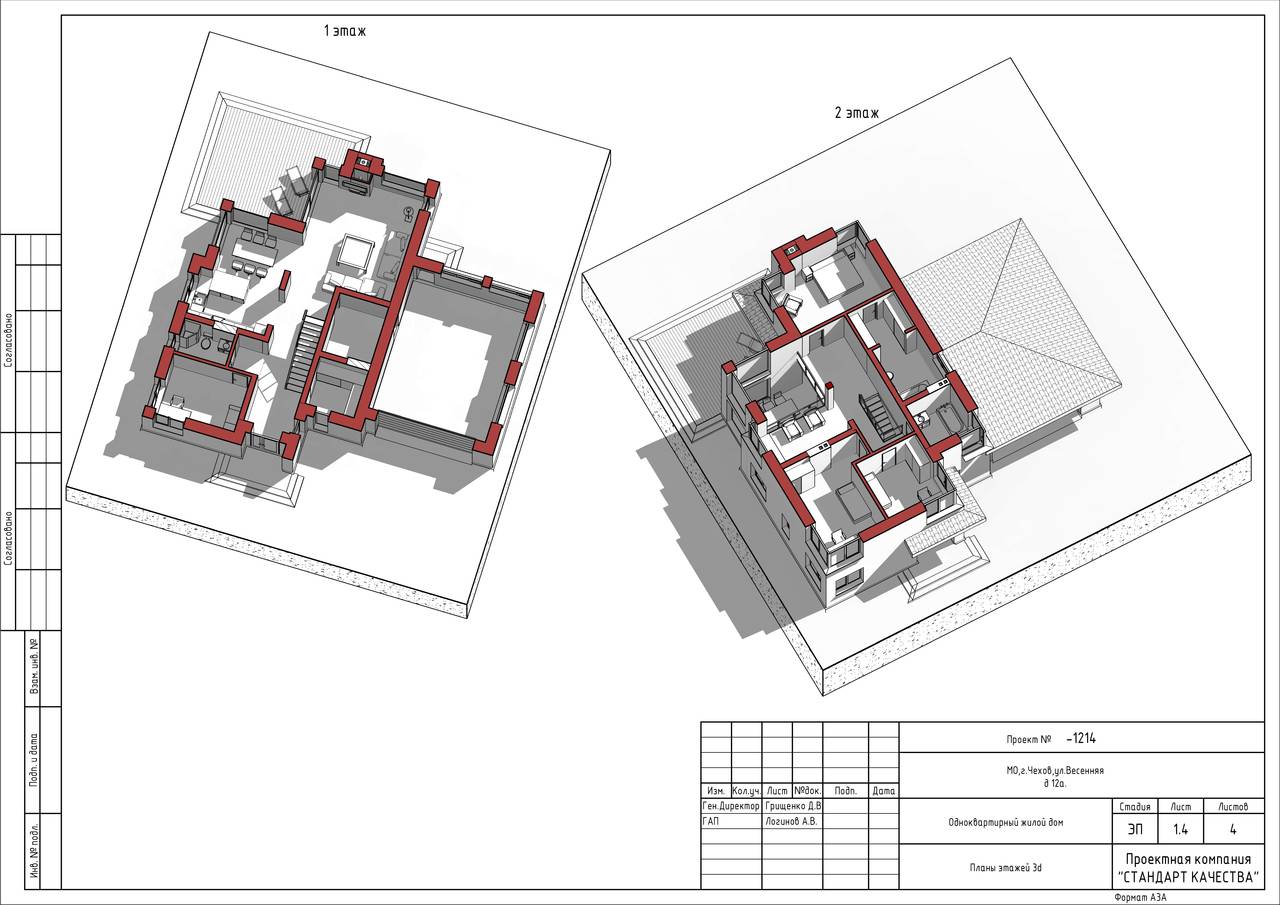 1 этаж
2 этаж
Согласовано
Согласовано
Взам. инв. №
Подп. и дата
Инв. № подл.
Проект № -1214
МО,г.Чехов,ул.Весенняя
д 12а.
Изм. Кол.уч. Лист №док. Подп. Дата
Ген.Директор Грищенко Д.В
ГАП Логинов А.В.
Одноквартирный жилой дом
Стадия Лист Листов
ЭП 1.4 4
Планы этажей 3d
Проектная компания
"СТАНДАРТ КАЧЕСТВА"
Формат А3А